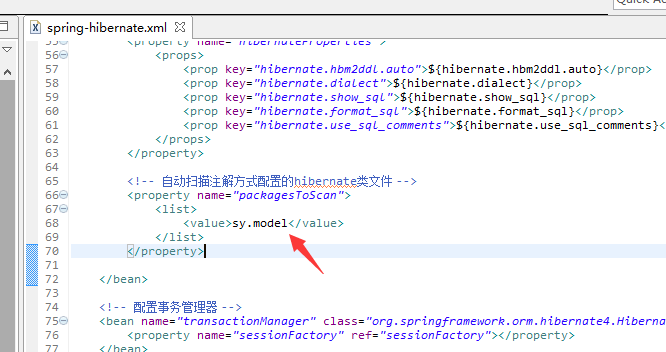 spring-hibernate.xml
55 <property name="hibernateProperties">
56 <props>
57 <prop key="hibernate.hbm2ddl.auto">${hibernate.hbm2ddl.auto}</prop>
58 <prop key="hibernate.dialect">${hibernate.dialect}</prop>
59 <prop key="hibernate.show_sql">${hibernate.show_sql}</prop>
60 <prop key="hibernate.format_sql">${hibernate.format_sql}</prop>
61 <prop key="hibernate.use_sql_comments">${hibernate.use_sql_comments}<
62 </props>
63 </property>
64
65 <!-- 自动扫描注解方式配置的hibernate类文件 -->
66 <property name="packagesToScan">
67 <list>
68 <value>sy.model</value>
69 </list>
70 </property>
71
72 </bean>
73
74 <!-- 配置事务管理器 -->
75 <bean name="transactionManager" class="org.springframework.orm.hibernate4.Hiberna
76 <property name="sessionFactory" ref="sessionFactory"></property>
77 </bean>